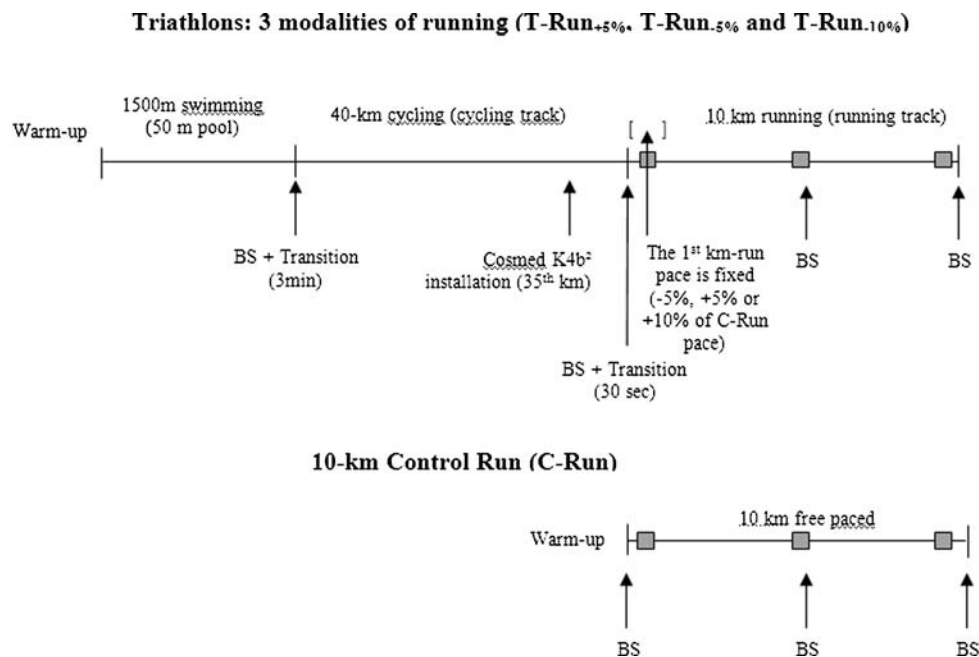 Triathlons: 3 modalities of running (T-Run+5%, T-Run-5% and T-Run-10%)
1500m swimming
(50 m pool)
40-km cycling (cycling track)
10 km running (running track)
Warm-up
[ ]
BS + Transition
(3min)
Cosmed K4b²
installation (35th km)
The 1st km-run
pace is fixed
(-5%, +5% or
+10% of C-Run
pace)
BS
BS
BS + Transition
(30 sec)
10-km Control Run (C-Run)
10 km free paced
Warm-up
BS
BS
BS